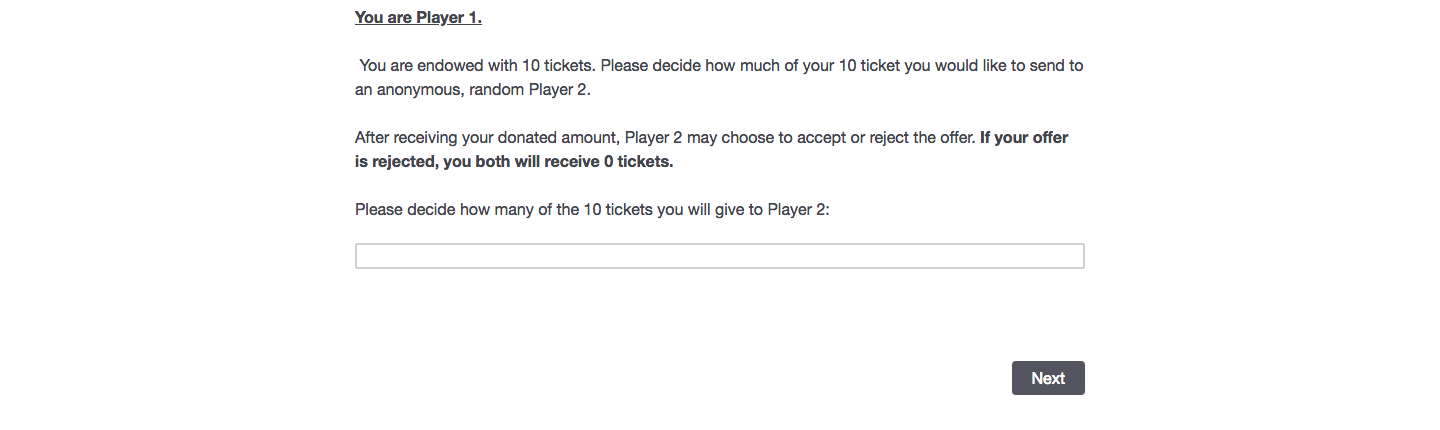 You are Player 1.
You are endowed with 10 tickets. Please decide how much of your 10 ticket you would like to send to
an anonymous, random Player 2.
After receiving your donated amount, Player 2 may choose to accept or reject the offer. If your offer
is rejected, you both will receive 0 tickets.
Please decide how many of the 10 tickets you will give to Player 2:
Next